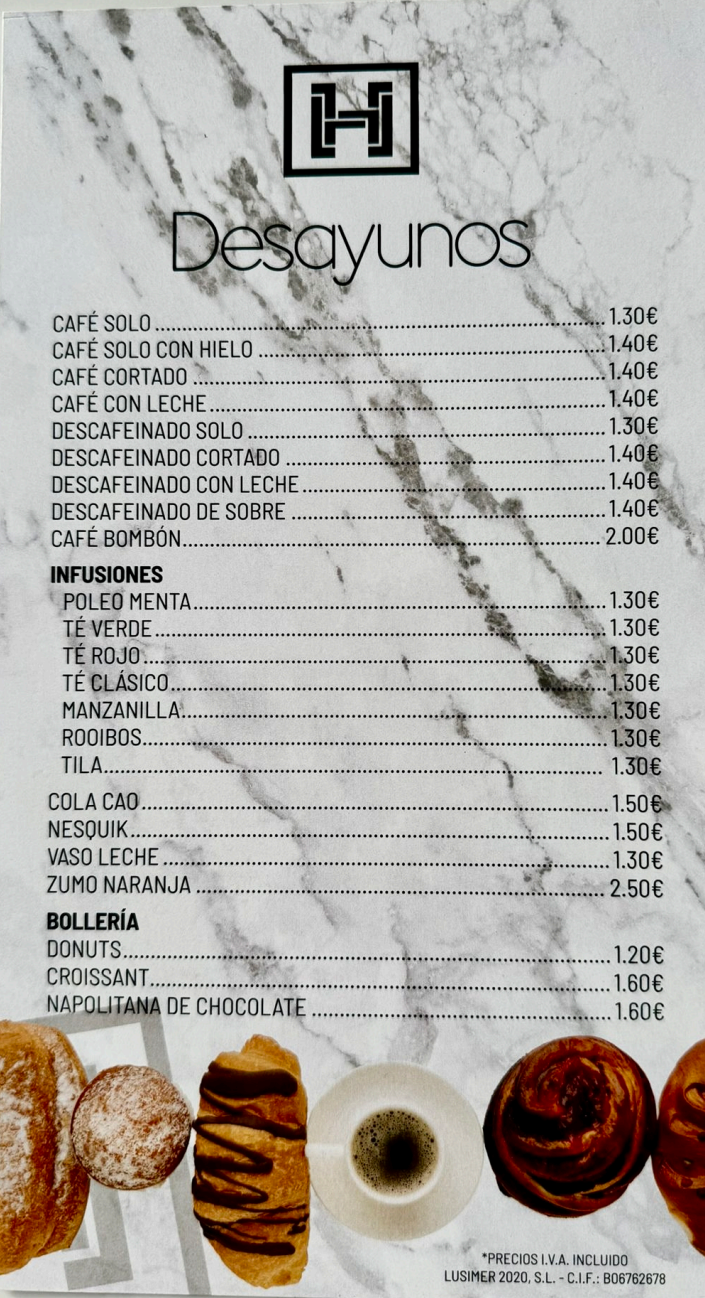 H
Desayunos
CAFÉ SOLO ........ 1.30€
CAFÉ SOLO CON HIELO ........ 1.40€
CAFÉ CORTADO ........ 1.40€
CAFÉ CON LECHE ........ 1.40€
DESCAFEINADO SOLO ........ 1.30€
DESCAFEINADO CORTADO ........ 1.40€
DESCAFEINADO CON LECHE ........ 1.40€
DESCAFEINADO DE SOBRE ........ 1.40€
CAFÉ BOMBÓN ........ 2.00€
INFUSIONES
POLEO MENTA ........ 1.30€
TÉ VERDE ........ 1.30€
TÉ ROJO ........ 1.30€
TÉ CLÁSICO ........ 1.30€
MANZANILLA ........ 1.30€
ROOIBOS ........ 1.30€
TILA ........ 1.30€
COLA CAO ........ 1.50€
NESQUIK ........ 1.50€
VASO LECHE ........ 1.30€
ZUMO NARANJA ........ 2.50€
BOLLERÍA
DONUTS ........ 1.20€
CROISSANT ........ 1.60€
NAPOLITANA DE CHOCOLATE ........ 1.60€
*PRECIOS I.V.A. INCLUIDO
LUSIMER 2020, S.L. - C.I.F.: B06762678